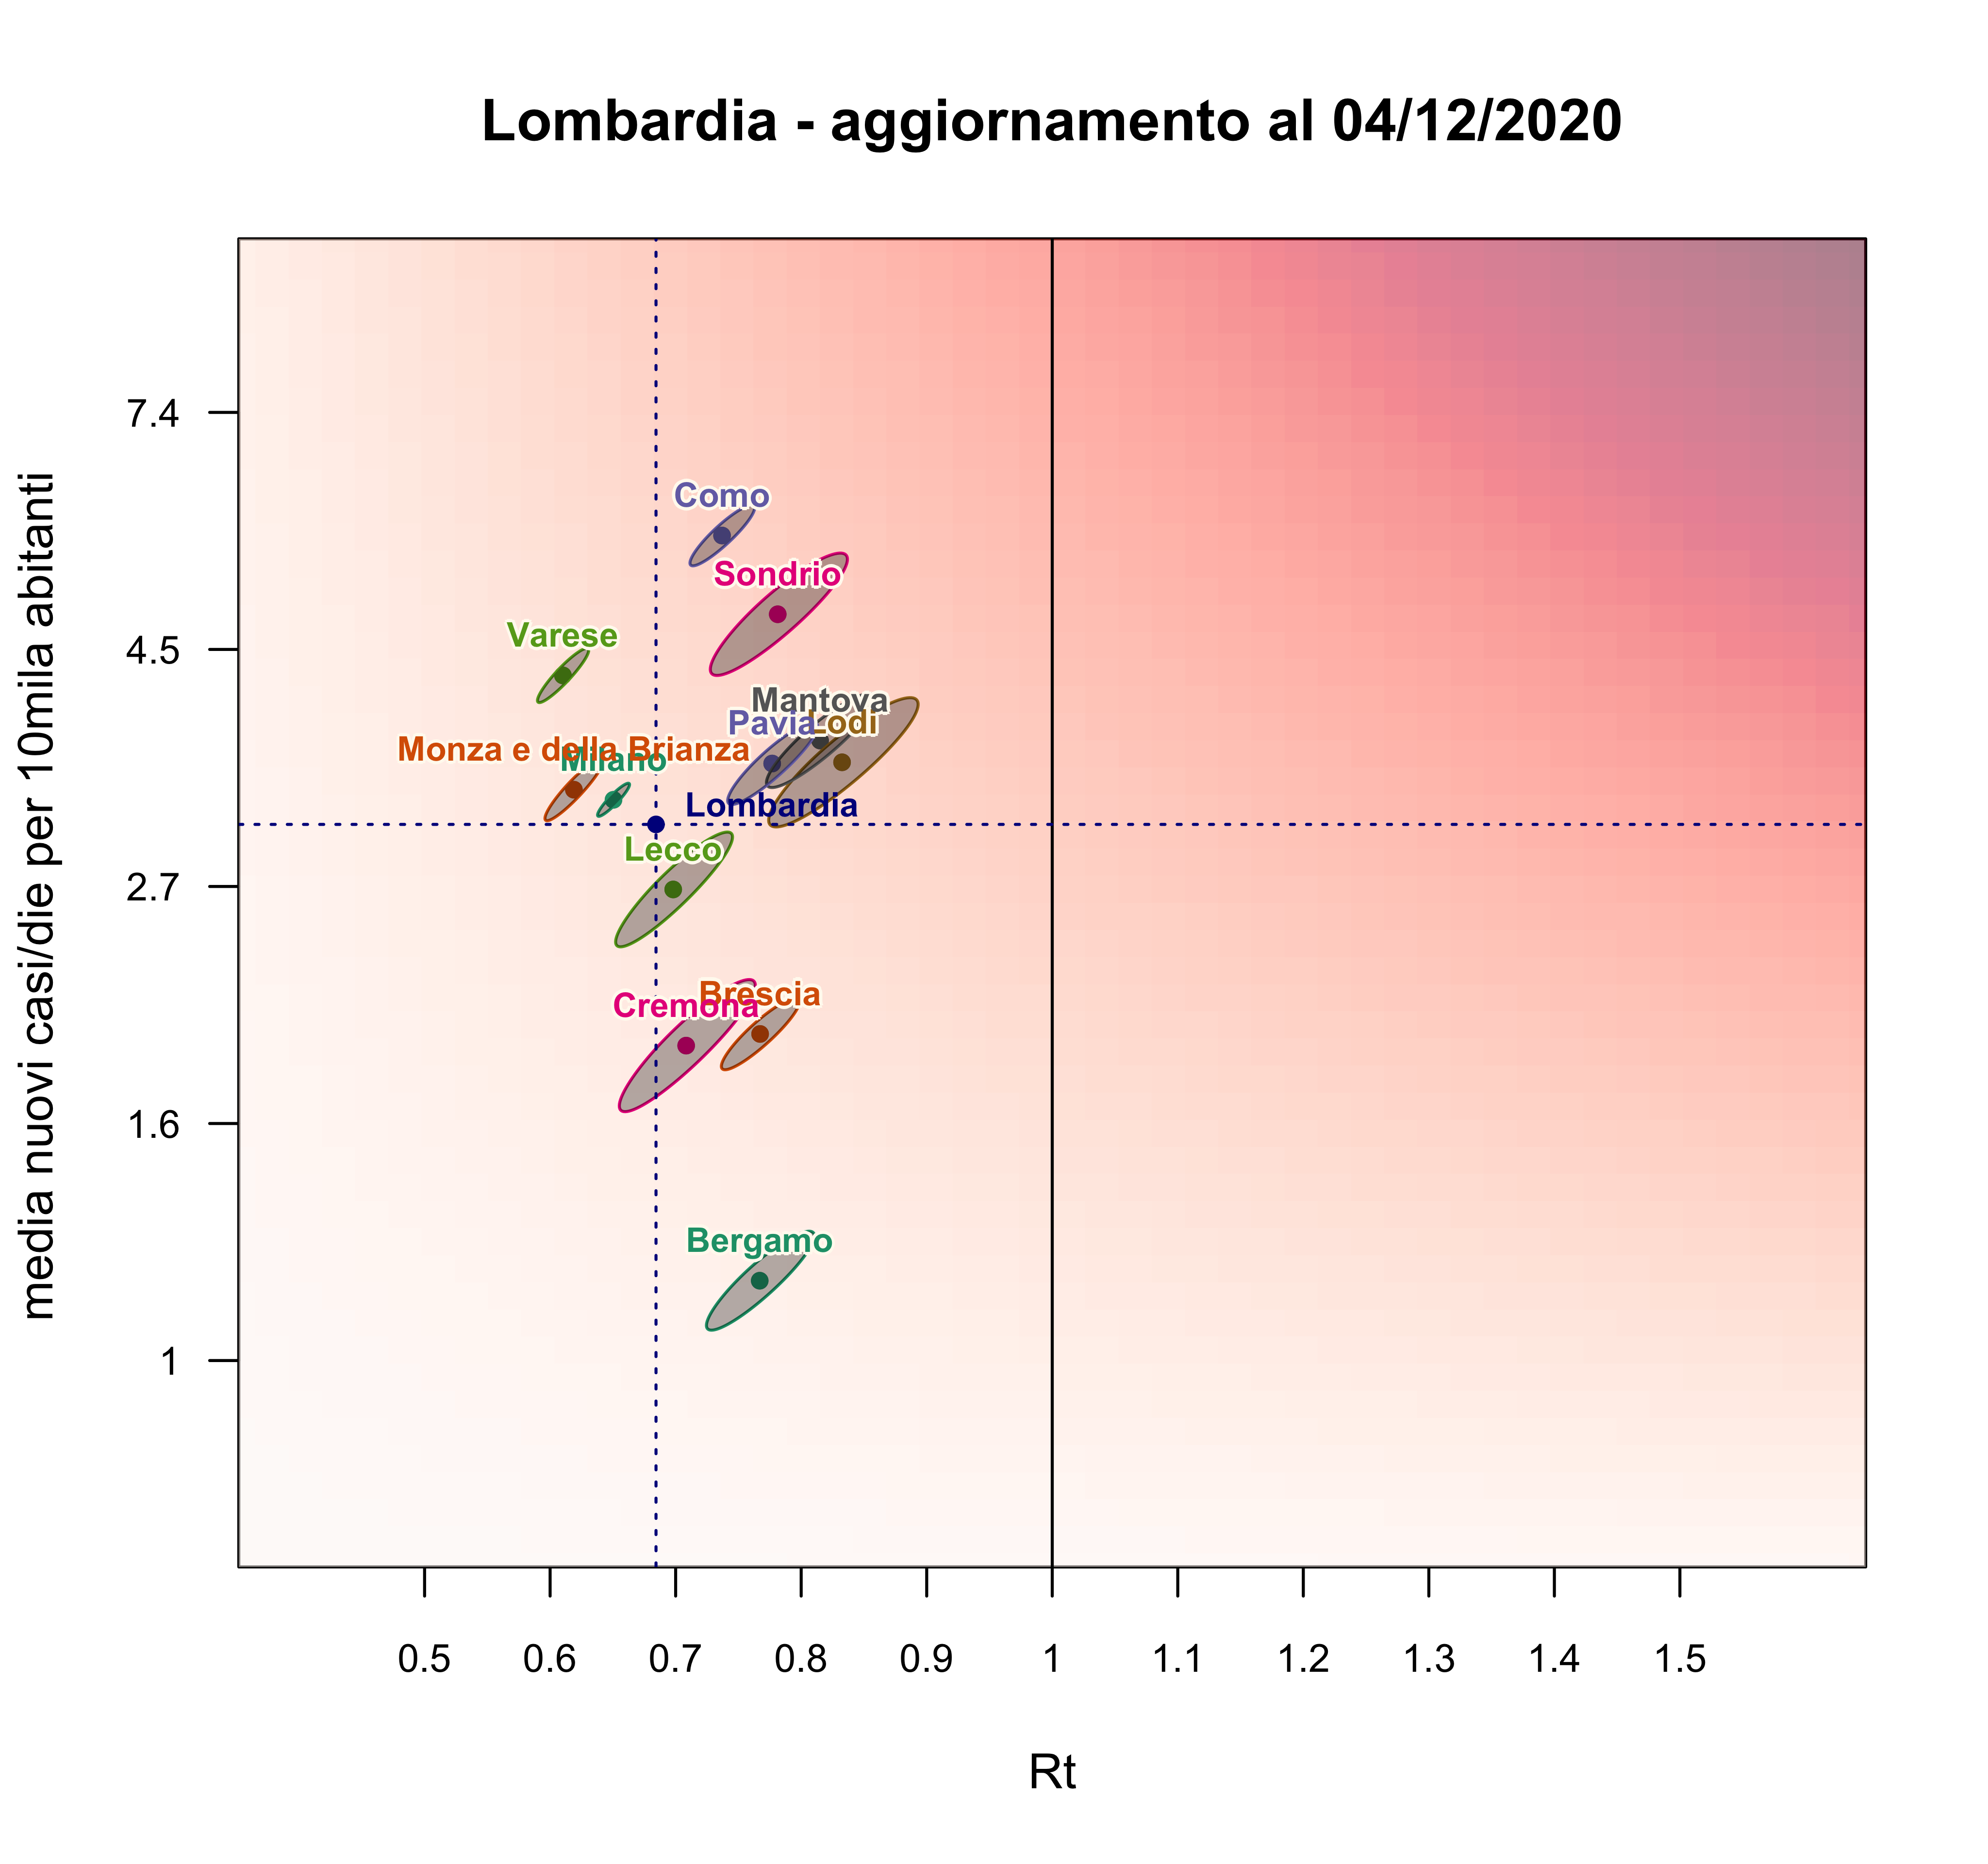 Lombardia - aggiornamento al 04/12/2020
media nuovi casi/die per 10mila abitanti
7.4
4.5
2.7
1.6
1
Como
Sondrio
Varese
Mantova
Pavia
Lodi
Monza e della Brianza
Milano
Lombardia
Lecco
Brescia
Cremona
Bergamo
0.5 0.6 0.7 0.8 0.9 1 1.1 1.2 1.3 1.4 1.5
Rt